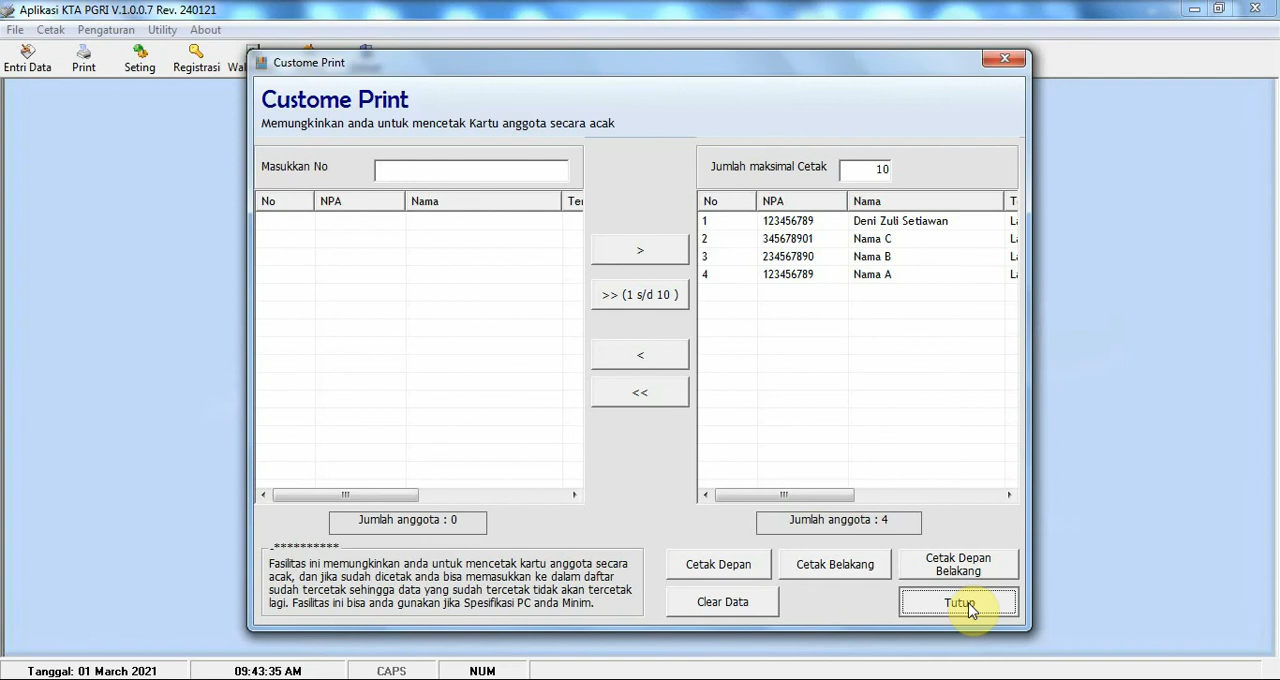 Aplikasi KTA PGRI V.1.0.0.7 Rev. 240121
File Cetak Pengaturan Utility About
Entri Data Print Seting Registrasi
Custome Print
Custome Print
Memungkinkan anda untuk mencetak Kartu anggota secara acak
Masukkan No
Jumlah maksimal Cetak 10
No NPA Nama
No NPA Nama
1 123456789 Deni Zuli Setiawan
2 345678901 Nama C
3 234567890 Nama B
4 123456789 Nama A
>
>> (1 s/d 10 )
<
<<
Jumlah anggota : 0
Jumlah anggota : 4
_**********
Fasilitas ini memungkinkan anda untuk mencetak kartu anggota secara
acak, dan jika sudah dicetak anda bisa memasukkan ke dalam daftar
sudah tercetak sehingga data yang sudah tercetak tidak akan tercetak
lagi. Fasilitas ini bisa anda gunakan jika Spesifikasi PC anda Minim.
Cetak Depan
Cetak Belakang
Cetak Depan
Belakang
Clear Data
Tutup
Tanggal: 01 March 2021 09:43:35 AM CAPS NUM